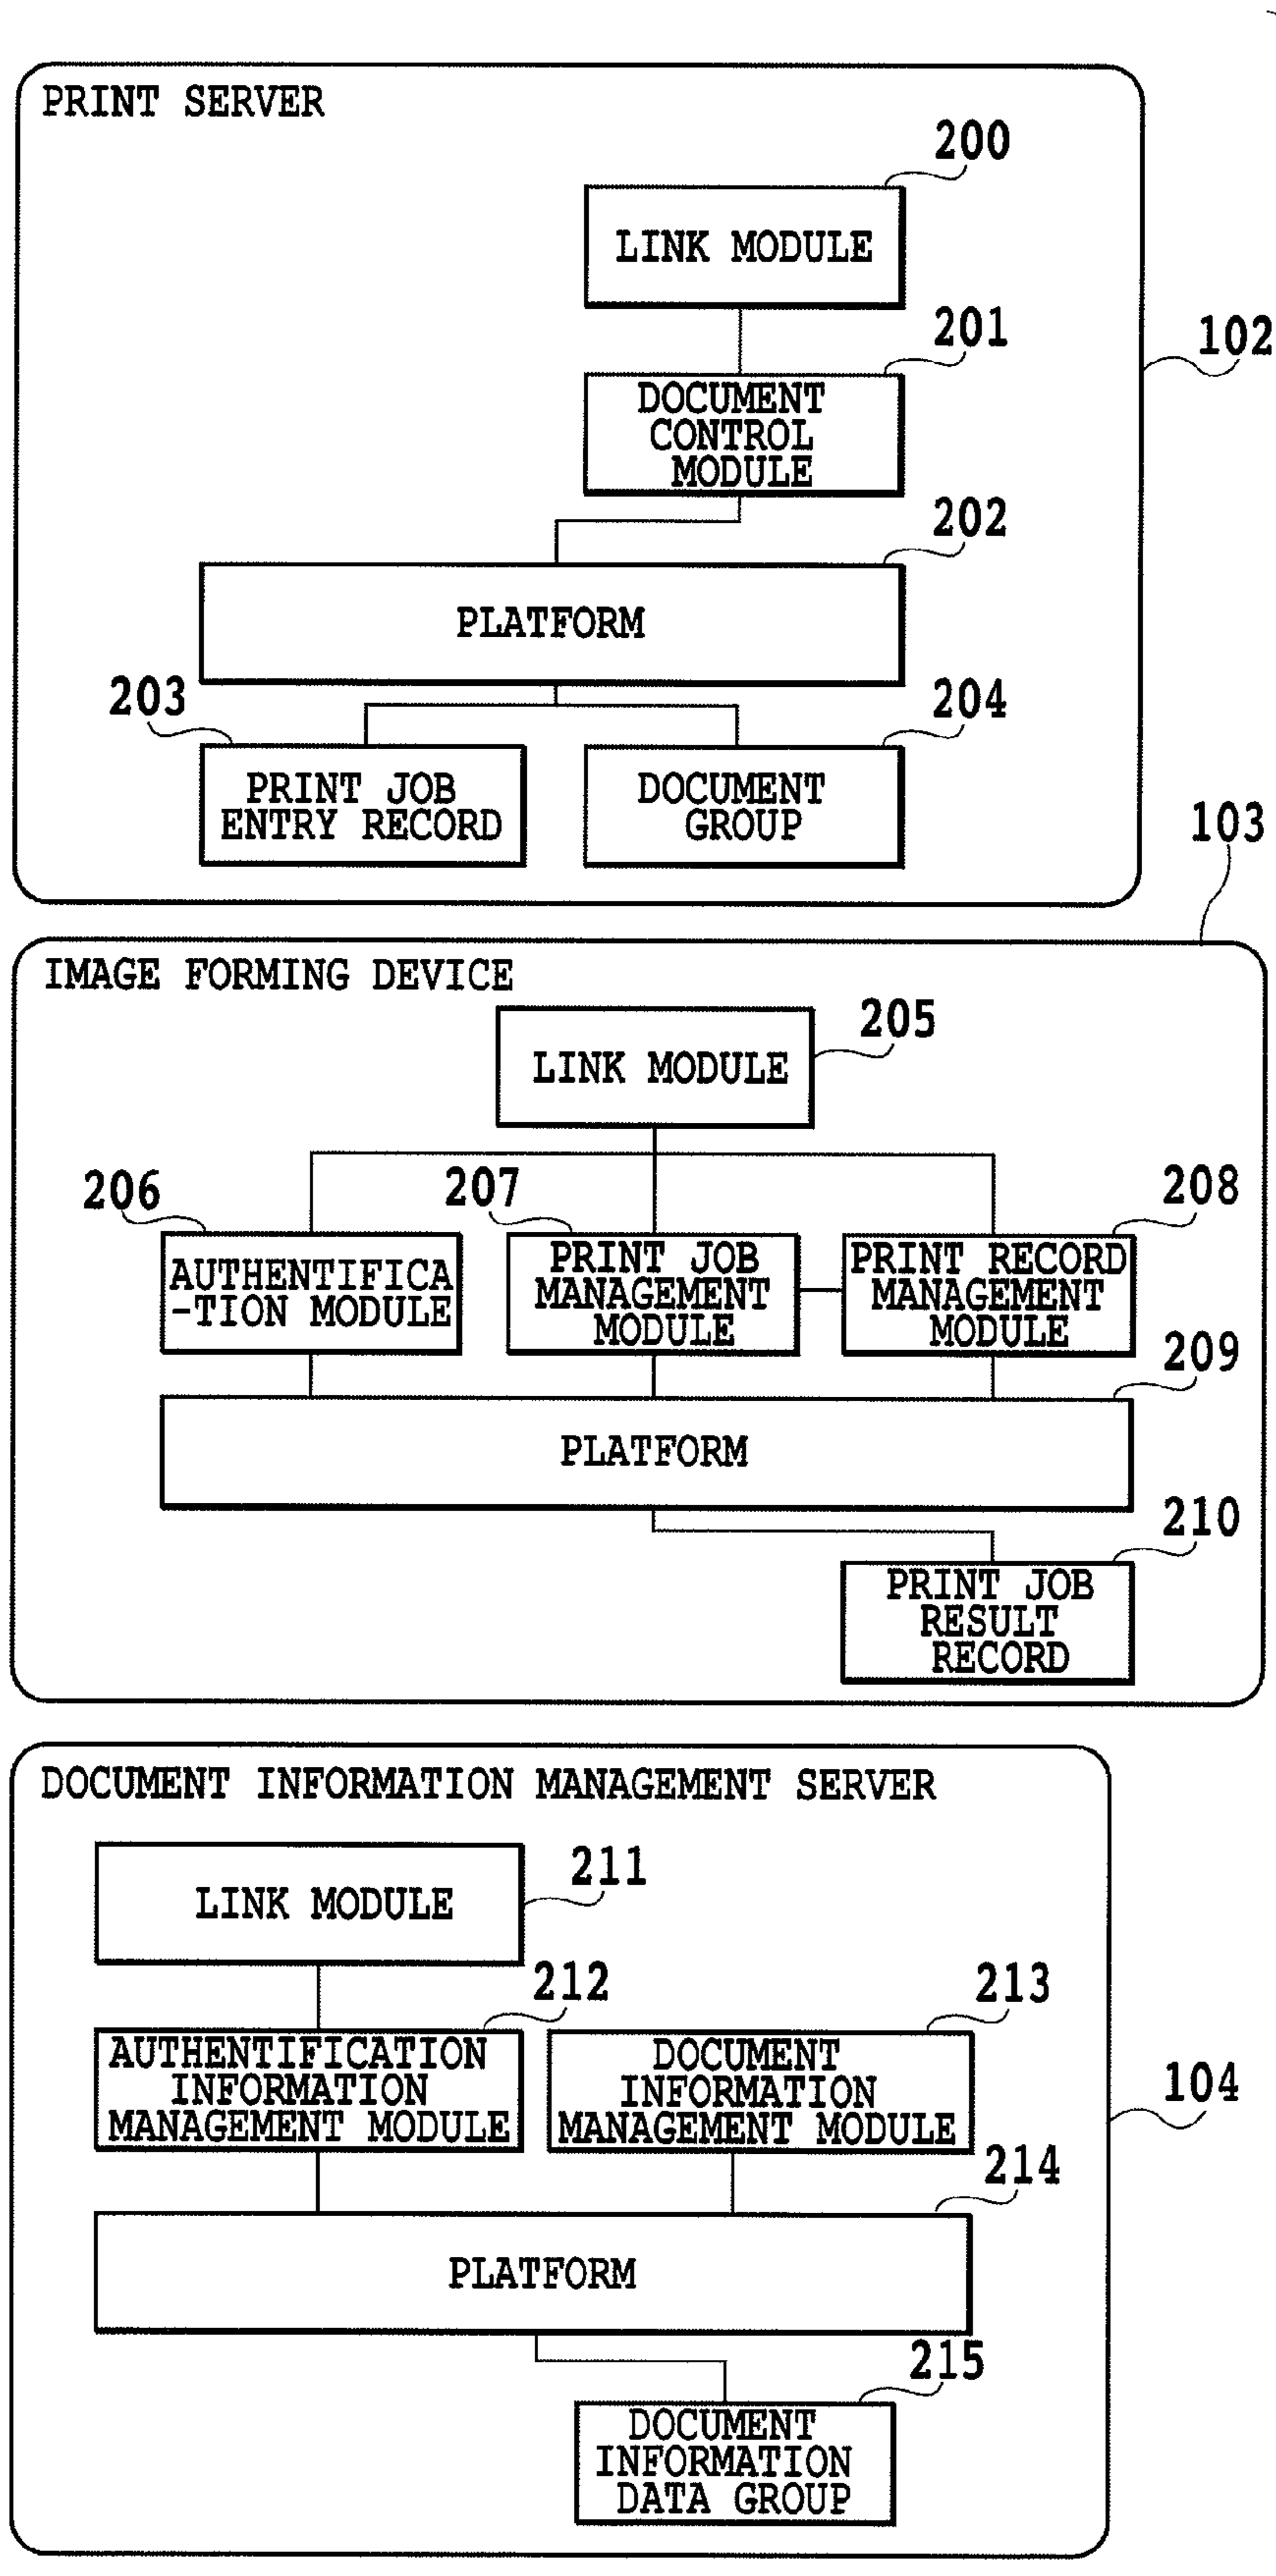 PRINT SERVER
200
LINK MODULE
201
102
DOCUMENT
CONTROL
MODULE
202
PLATFORM
203
204
PRINT JOB
ENTRY RECORD
DOCUMENT
GROUP
103
IMAGE FORMING DEVICE
205
LINK MODULE
206
207
208
AUTHENTIFICA
-TION MODULE
PRINT JOB
MANAGEMENT
MODULE
PRINT RECORD
MANAGEMENT
MODULE
209
PLATFORM
210
PRINT JOB
RESULT
RECORD
DOCUMENT INFORMATION MANAGEMENT SERVER
211
LINK MODULE
212
213
AUTHENTIFICATION
INFORMATION
MANAGEMENT MODULE
DOCUMENT
INFORMATION
MANAGEMENT MODULE
104
214
PLATFORM
215
DOCUMENT
INFORMATION
DATA GROUP